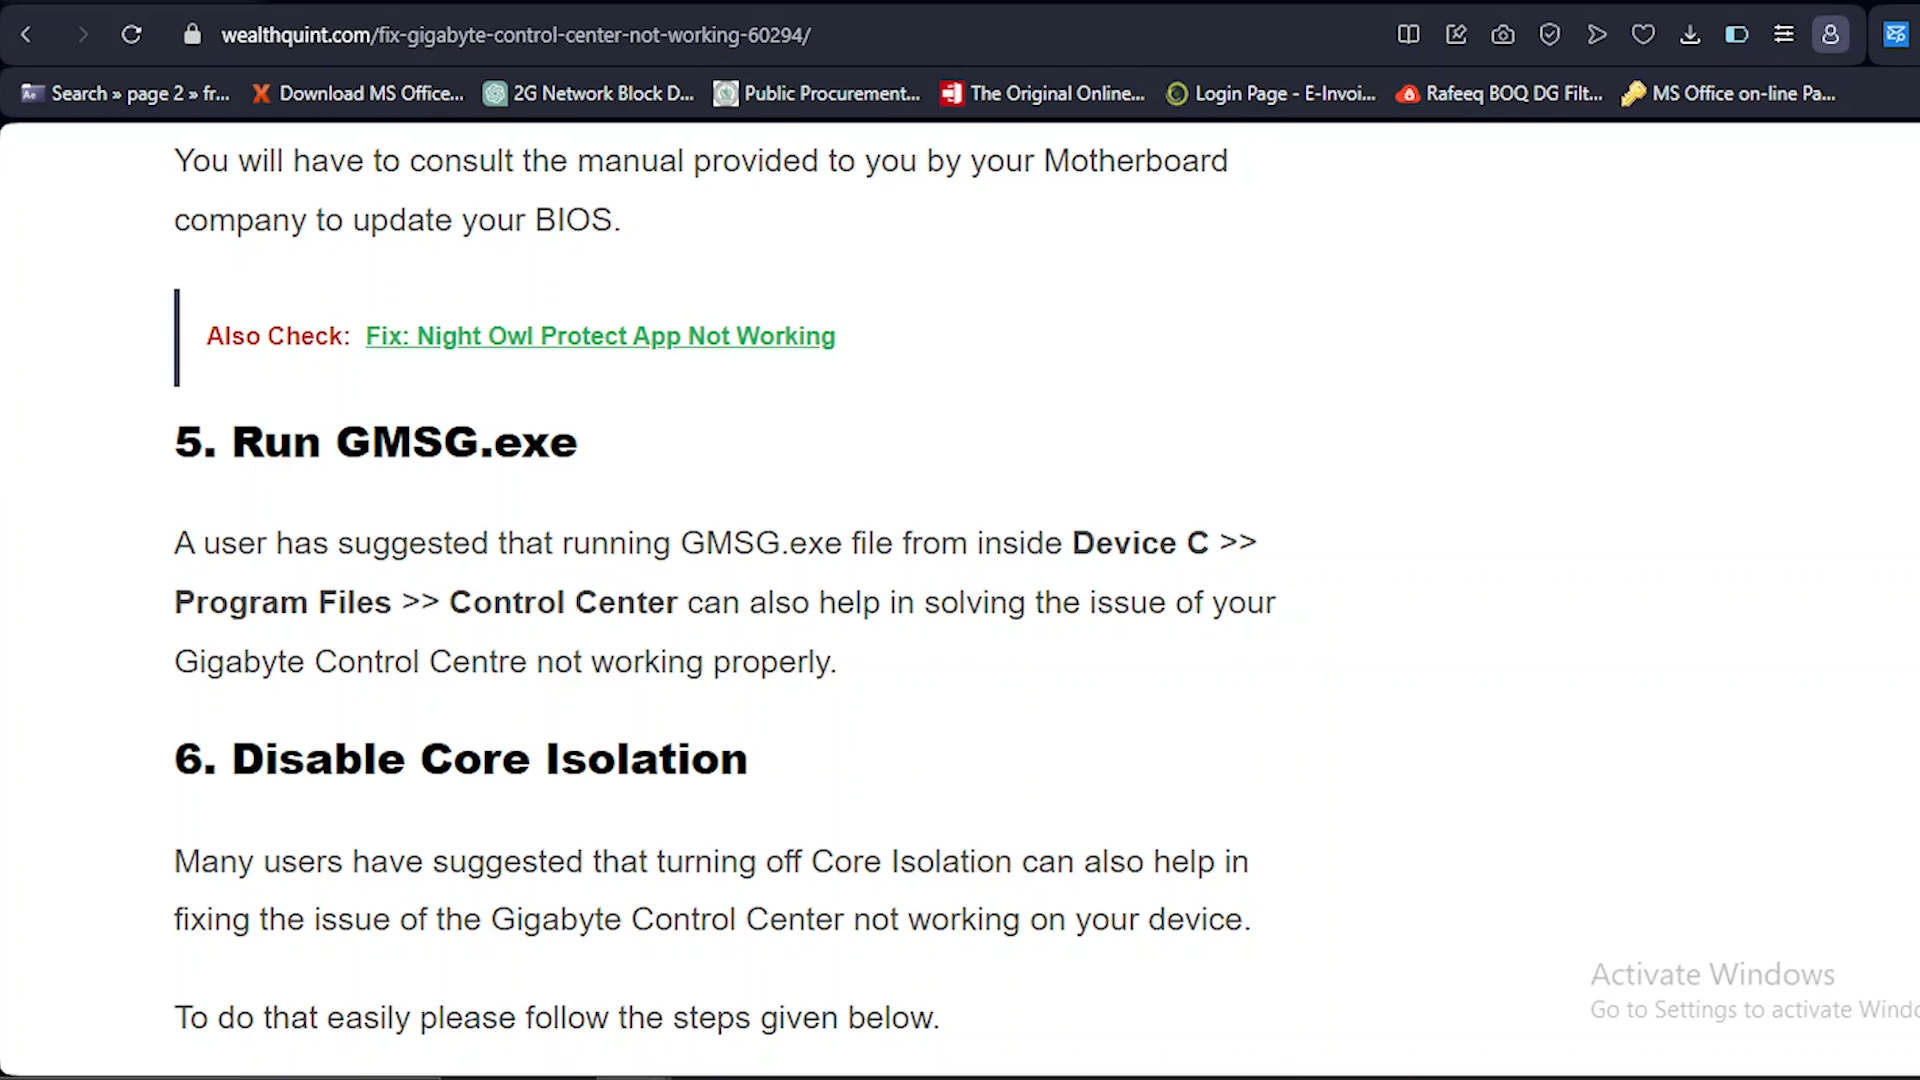 wealthquint.com/fix-gigabyte-control-center-not-working-60294/
Search » page 2 » fr... Download MS Office... 2G Network Block D... Public Procurement... The Original Online... Login Page - E-Invoi... Rafeeq BOQ DG Filt... MS Office on-line Pa...
You will have to consult the manual provided to you by your Motherboard
company to update your BIOS.
Also Check: Fix: Night Owl Protect App Not Working
5. Run GMSG.exe
A user has suggested that running GMSG.exe file from inside Device C >>
Program Files >> Control Center can also help in solving the issue of your
Gigabyte Control Centre not working properly.
6. Disable Core Isolation
Many users have suggested that turning off Core Isolation can also help in
fixing the issue of the Gigabyte Control Center not working on your device.
Activate Windows
Go to Settings to activate Windo
To do that easily please follow the steps given below.